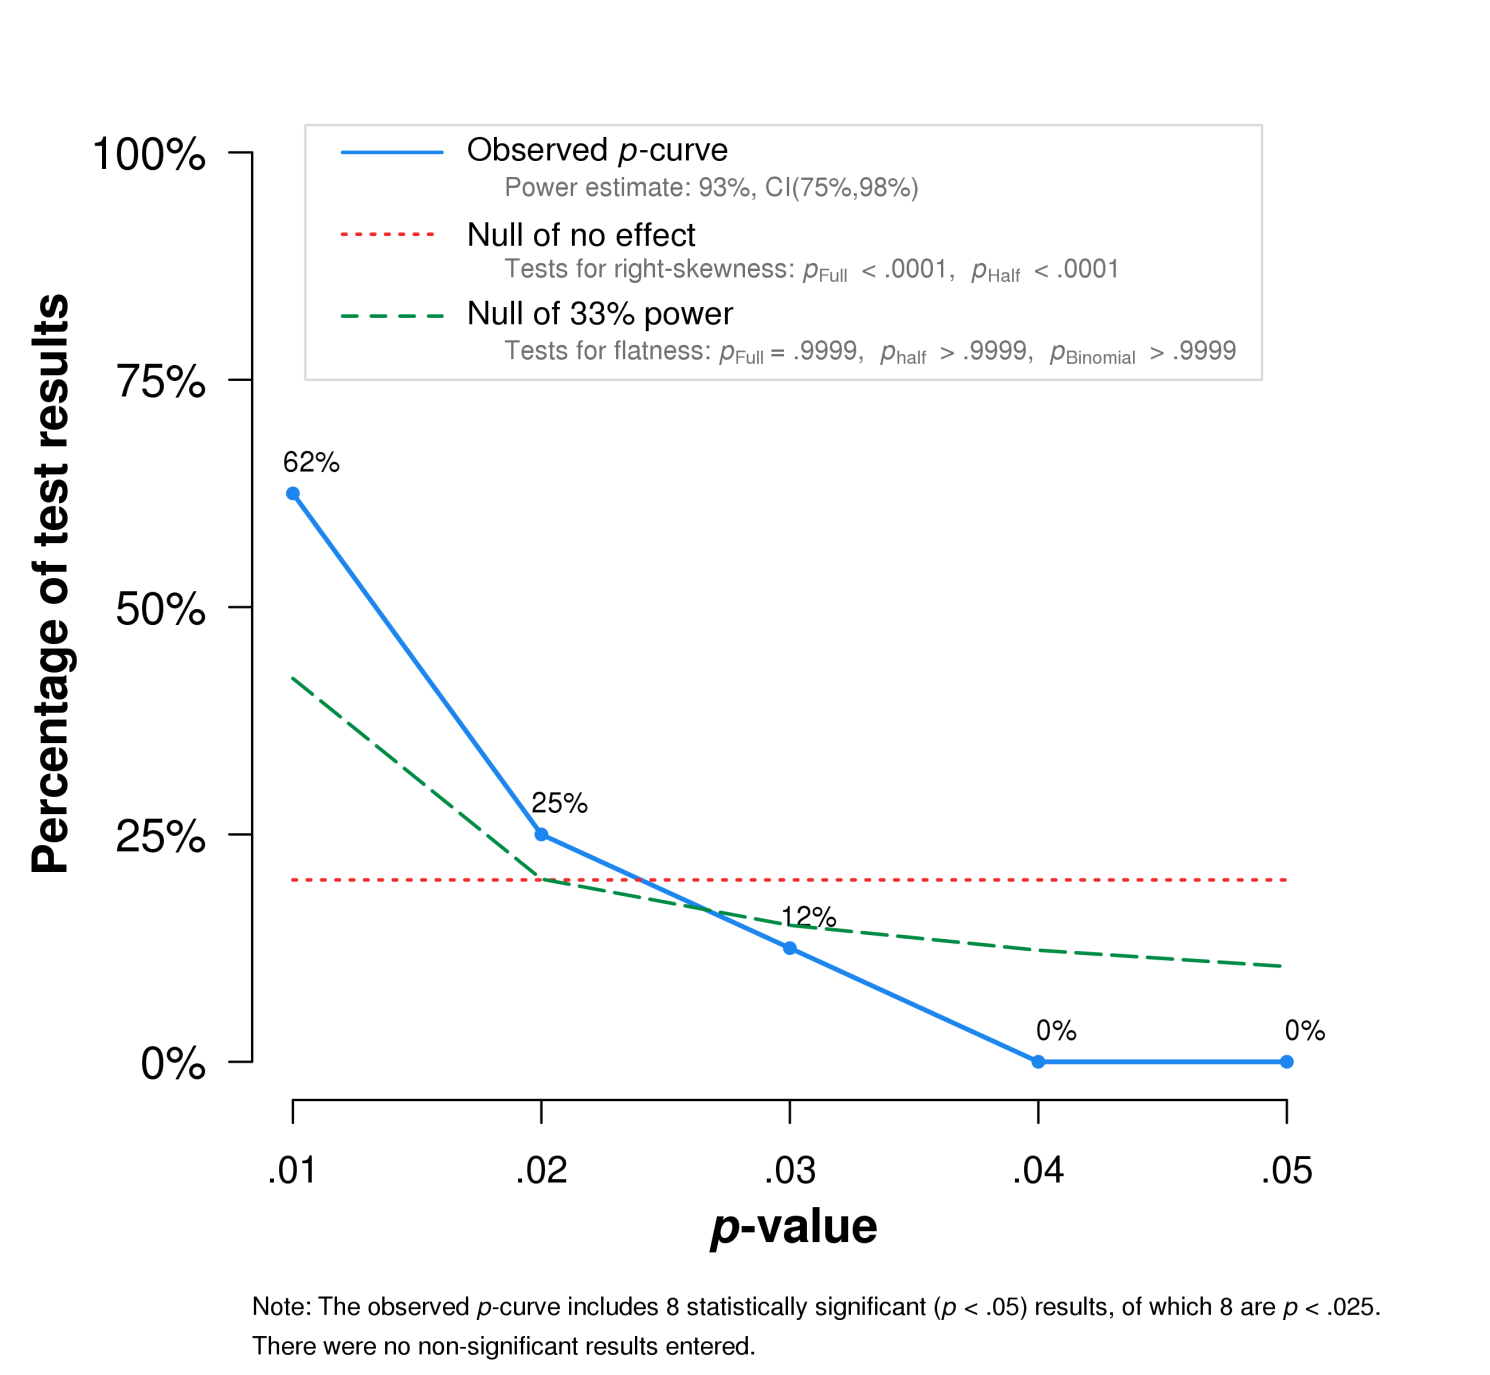 100%
75%
50%
25%
0%
Percentage of test results
Observed p-curve
Power estimate: 93%, CI(75%,98%)
Null of no effect
Tests for right-skewness: pFull < .0001, pHalf < .0001
Null of 33% power
Tests for flatness: pFull = .9999, phalf > .9999, pBinomial > .9999
62%
25%
12%
0%
0%
.01 .02 .03 .04 .05
p-value
Note: The observed p-curve includes 8 statistically significant (p < .05) results, of which 8 are p < .025.
There were no non-significant results entered.